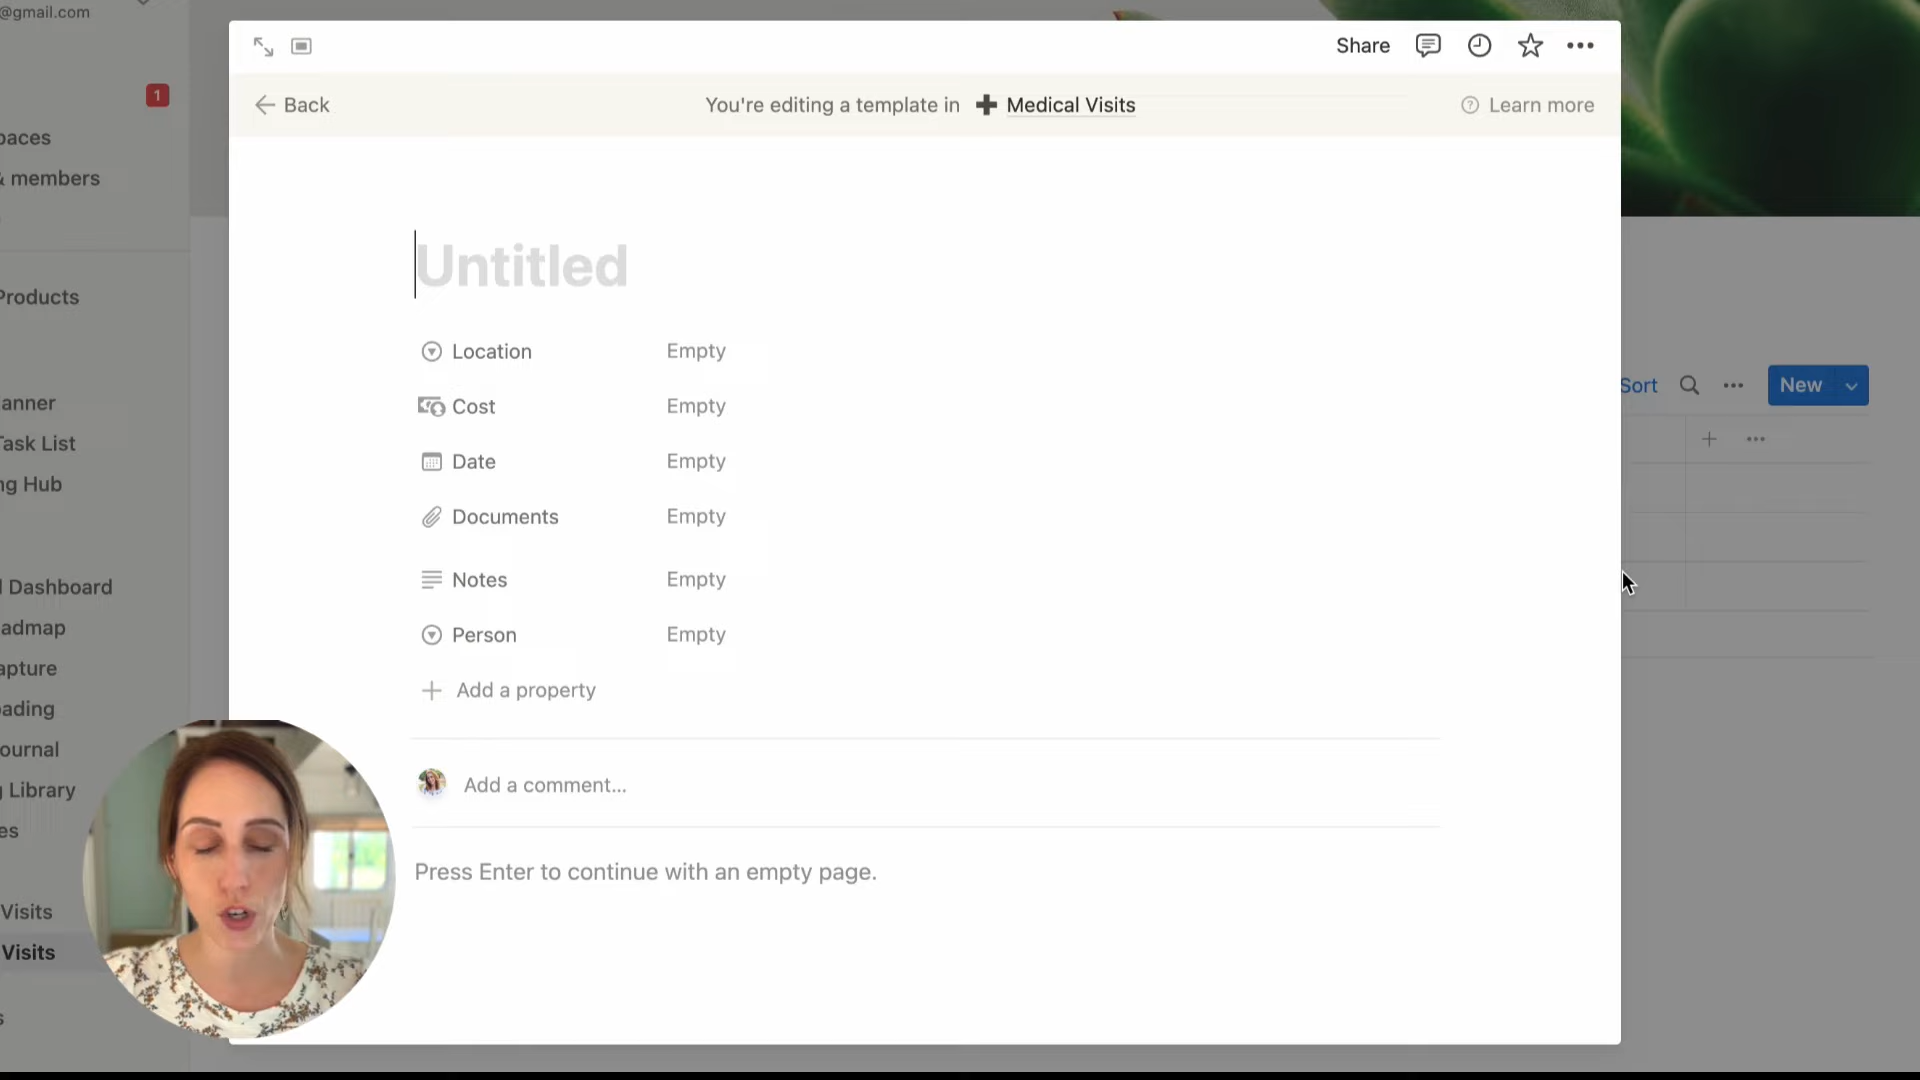 @gmail.com
Share
1
Back
You're editing a template in Medical Visits
Learn more
paces
& members
Untitled
Products
Location Empty
Sort
New
anner
Cost Empty
Task List
Date Empty
ng Hub
Documents Empty
Notes Empty
l Dashboard
admap
Person Empty
apture
Add a property
ading
ournal
Library
Add a comment...
es
Press Enter to continue with an empty page.
Visits
Visits
s